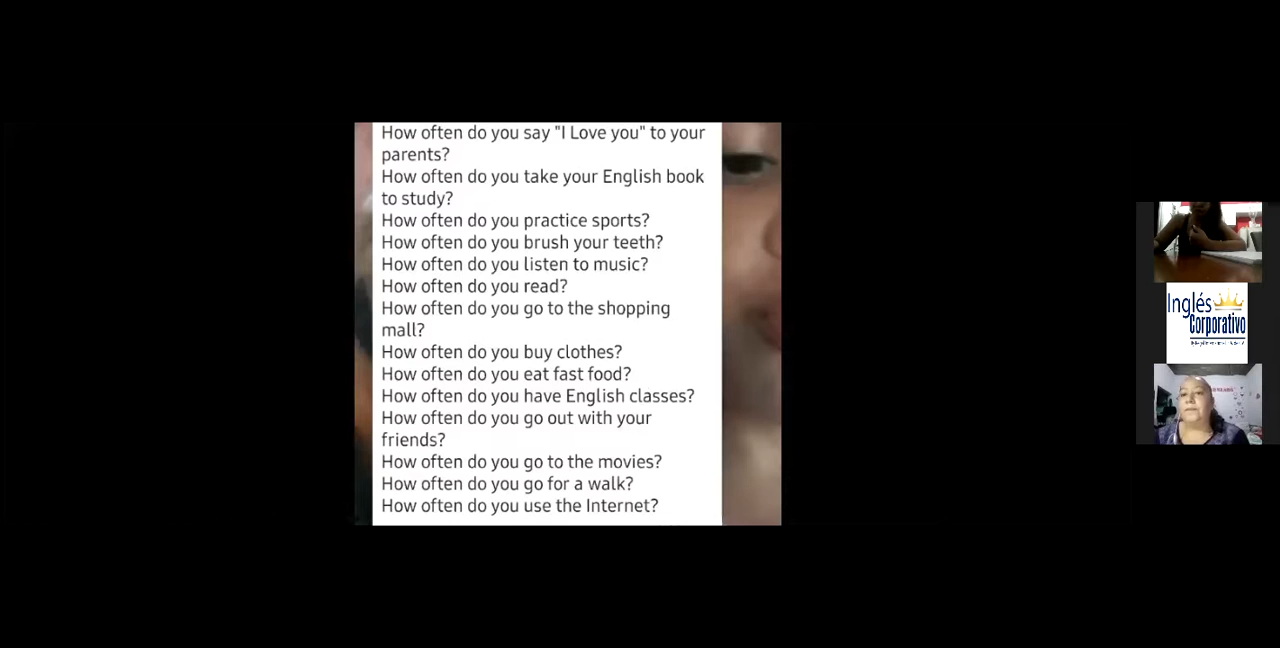 How often do you say "I Love you" to your
parents?
How often do you take your English book
to study?
How often do you practice sports?
How often do you brush your teeth?
How often do you listen to music?
How often do you read?
How often do you go to the shopping
mall?
How often do you buy clothes?
How often do you eat fast food?
How often do you have English classes?
How often do you go out with your
friends?
How often do you go to the movies?
How often do you go for a walk?
How often do you use the Internet?
Inglés
Corporativo